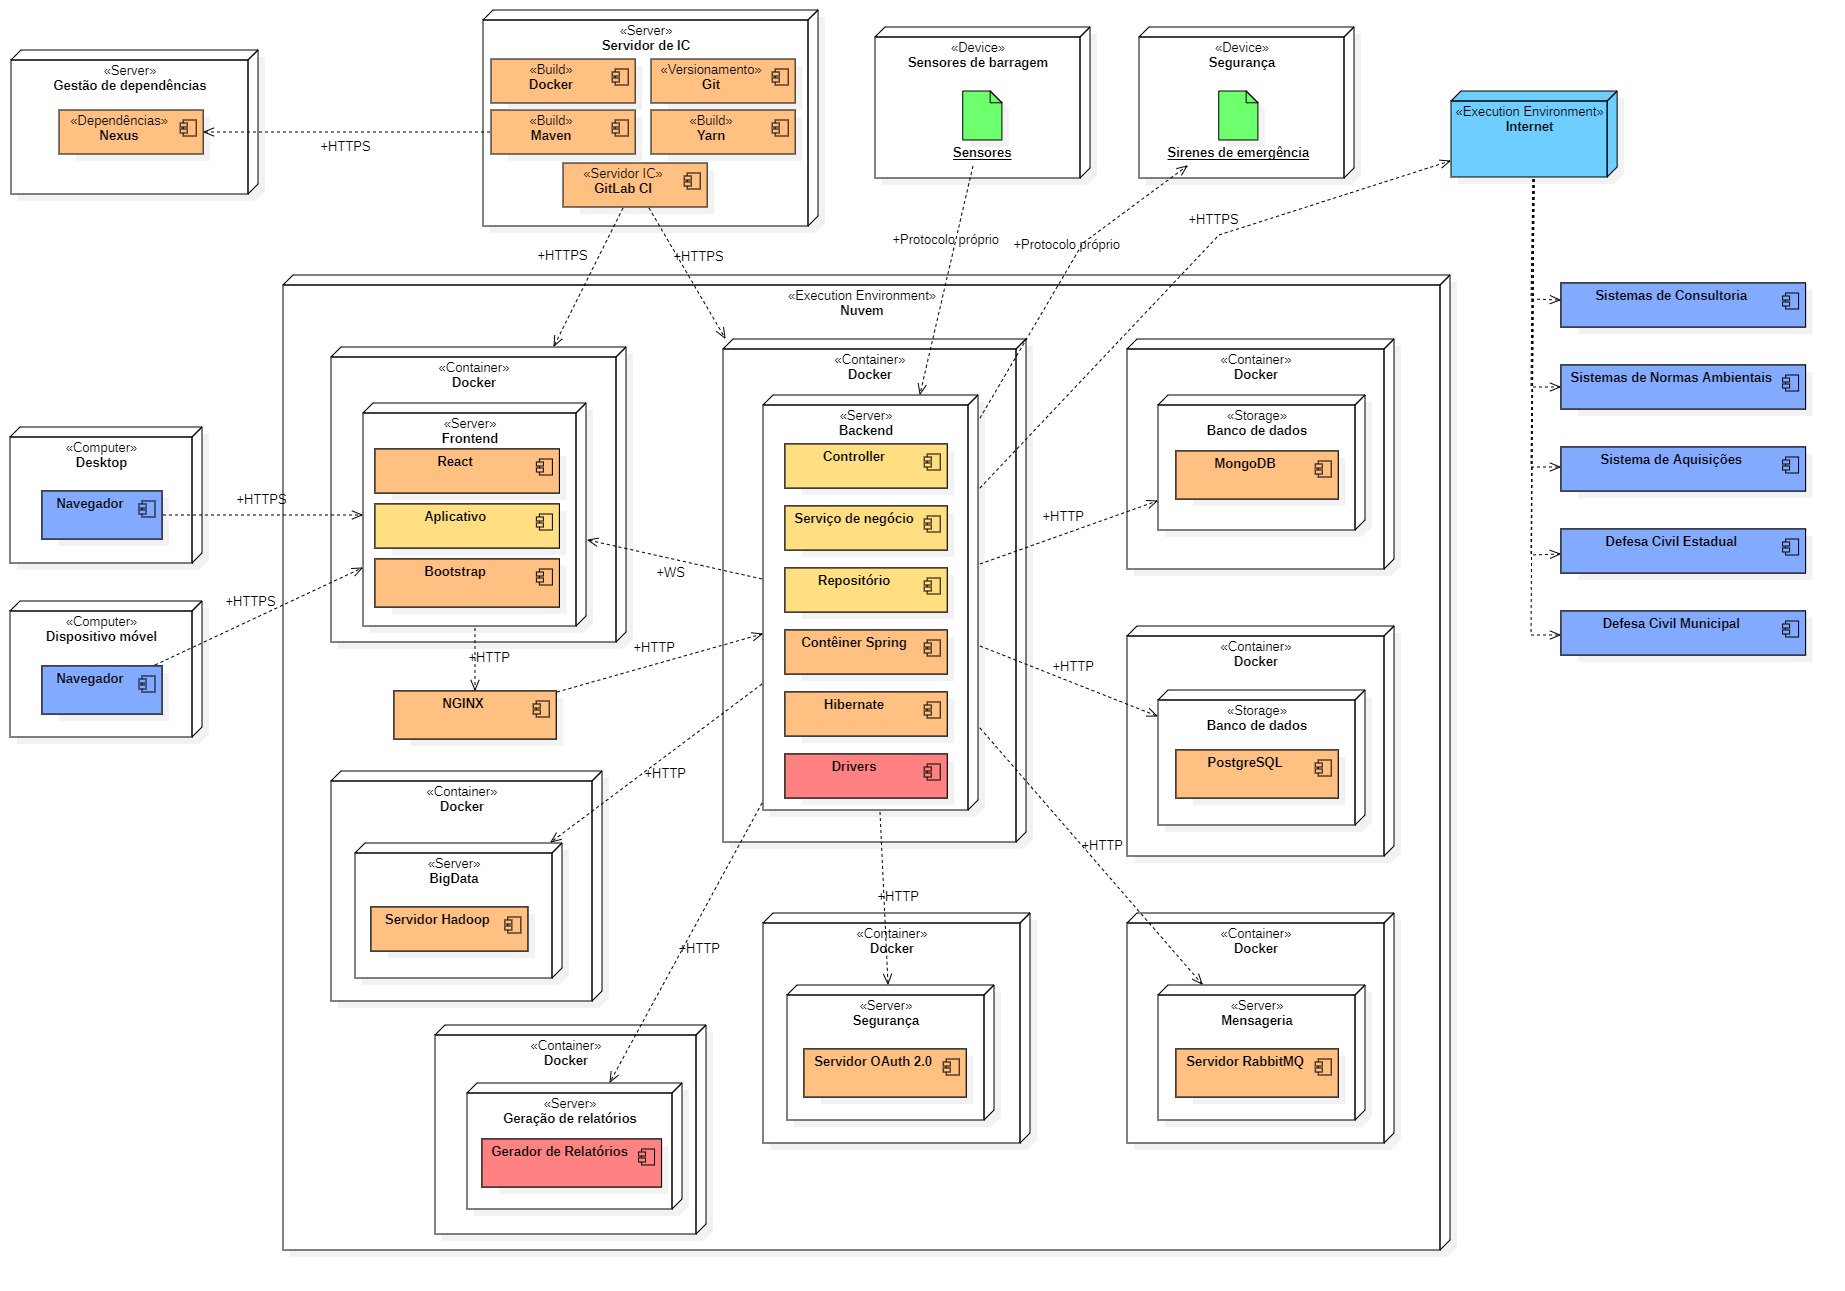 «Server»
Gestão de dependências
«Dependências»
Nexus
+HTTPS
«Server»
Servidor de IC
«Build»
Docker
«Versionamento»
Git
«Build»
Maven
«Build»
Yarn
«Servidor IC»
GitLab CI
+HTTPS
+HTTPS
«Device»
Sensores de barragem
Sensores
+Protocolo próprio
«Device»
Segurança
Sirenes de emergência
+Protocolo próprio
+HTTPS
«Execution Environment»
Internet
Sistemas de Consultoria
Sistemas de Normas Ambientais
Sistema de Aquisições
Defesa Civil Estadual
Defesa Civil Municipal
«Computer»
Desktop
Navegador
+HTTPS
«Computer»
Dispositivo móvel
Navegador
+HTTPS
«Execution Environment»
Nuvem
«Container»
Docker
«Server»
Frontend
React
Aplicativo
Bootstrap
+HTTP
NGINX
+HTTP
+WS
«Container»
Docker
«Server»
Backend
Controller
Serviço de negócio
Repositório
Contêiner Spring
Hibernate
Drivers
+HTTP
«Container»
Docker
«Storage»
Banco de dados
MongoDB
+HTTP
«Container»
Docker
«Storage»
Banco de dados
PostgreSQL
+HTTP
«Container»
Docker
«Server»
BigData
Servidor Hadoop
+HTTP
«Container»
Docker
«Server»
Geração de relatórios
Gerador de Relatórios
+HTTP
«Container»
Docker
«Server»
Segurança
Servidor OAuth 2.0
+HTTP
«Container»
Docker
«Server»
Mensageria
Servidor RabbitMQ